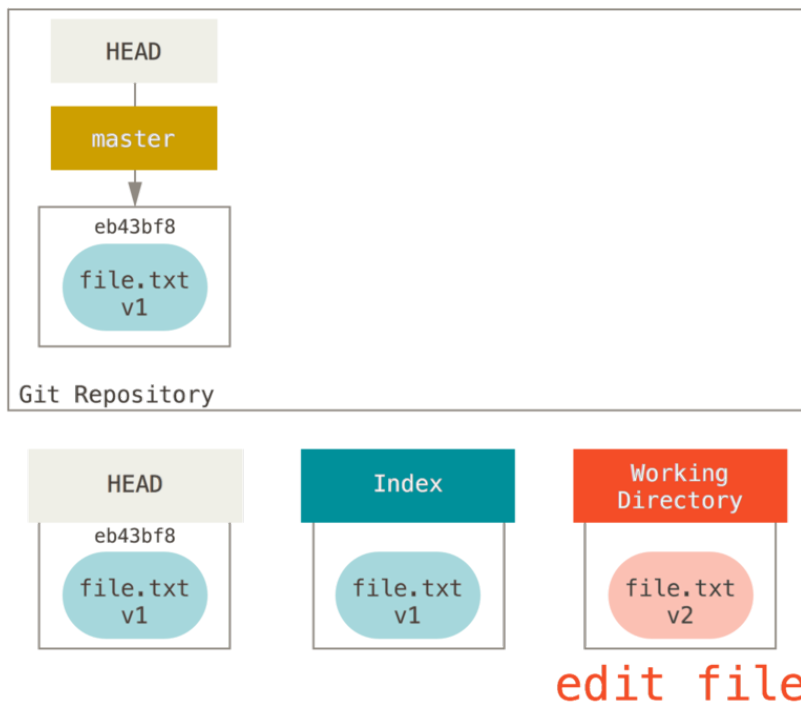 HEAD
master
eb43bf8
file.txt
v1
Git Repository
HEAD
Index
Working
Directory
eb43bf8
file.txt
v1
file.txt
v1
file.txt
v2
edit file